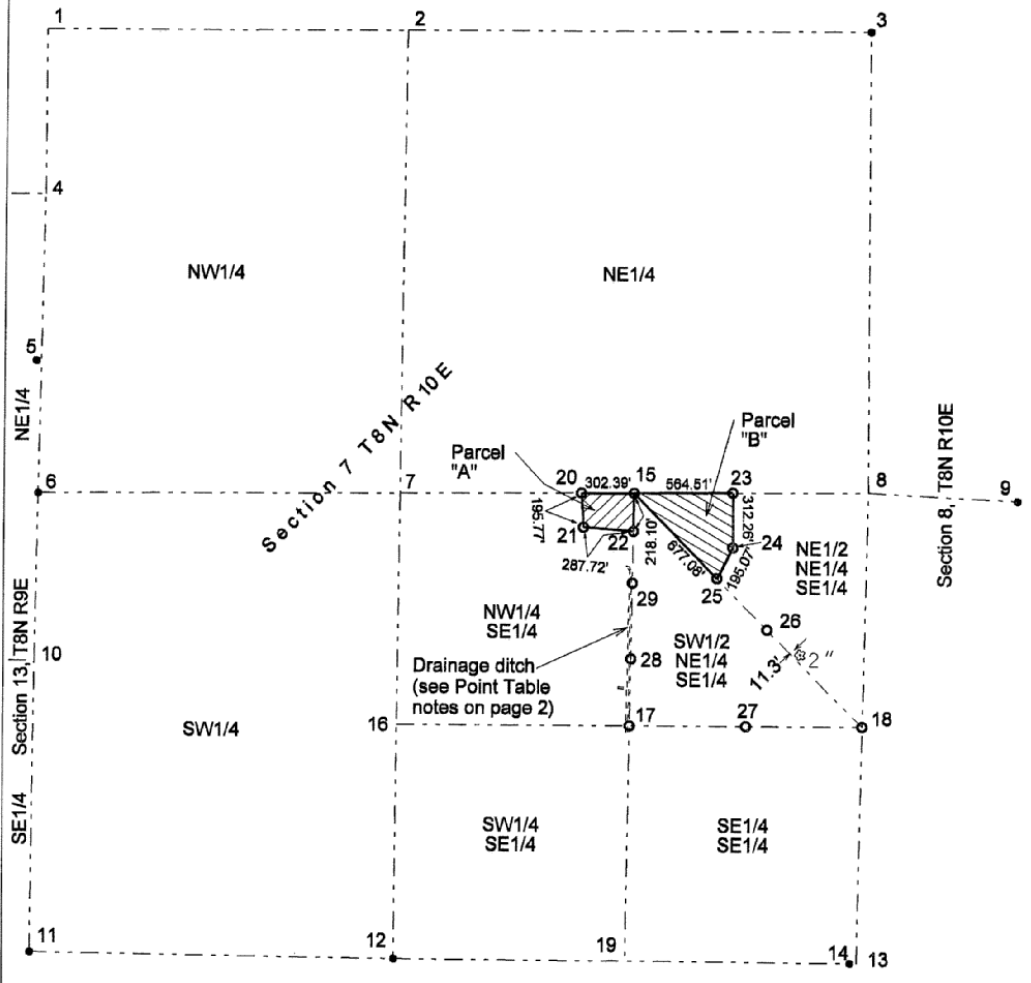 1
2
3
4
NW1/4
NE1/4
5
NE1/4
Section 7 T8N R10E
Parcel
"A"
Parcel
"B"
Section 8, T8N R10E
6
7
20
302.39'
15
564.51'
23
8
9
195.77'
21
22
287.72'
218.10'
677.08'
312.26'
24
195.07'
25
NE1/2
NE1/4
SE1/4
29
26
NW1/4
SE1/4
SW1/2
NE1/4
SE1/4
11.3'
2"
10
Section 13, T8N R9E
28
Drainage ditch
(see Point Table
notes on page 2)
SW1/4
16
17
27
18
SE1/4
SW1/4
SE1/4
SE1/4
SE1/4
11
12
19
14
13